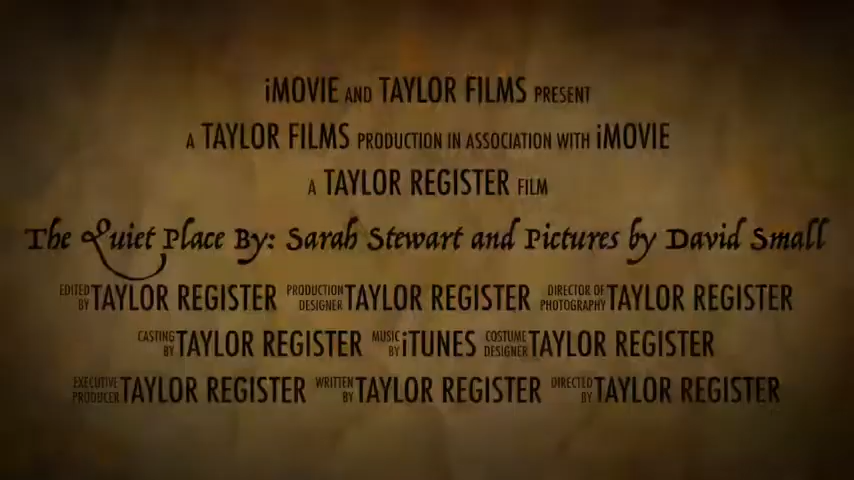 iMOVIE AND TAYLOR FILMS PRESENT
A TAYLOR FILMS PRODUCTION IN ASSOCIATION WITH iMOVIE
A TAYLOR REGISTER FILM
The Quiet Place By: Sarah Stewart and Pictures by David Small
EDITED BY TAYLOR REGISTER PRODUCTION DESIGNER TAYLOR REGISTER DIRECTOR OF PHOTOGRAPHY TAYLOR REGISTER
CASTING BY TAYLOR REGISTER MUSIC BY iTUNES COSTUME DESIGNER TAYLOR REGISTER
EXECUTIVE PRODUCER TAYLOR REGISTER WRITTEN BY TAYLOR REGISTER DIRECTED BY TAYLOR REGISTER